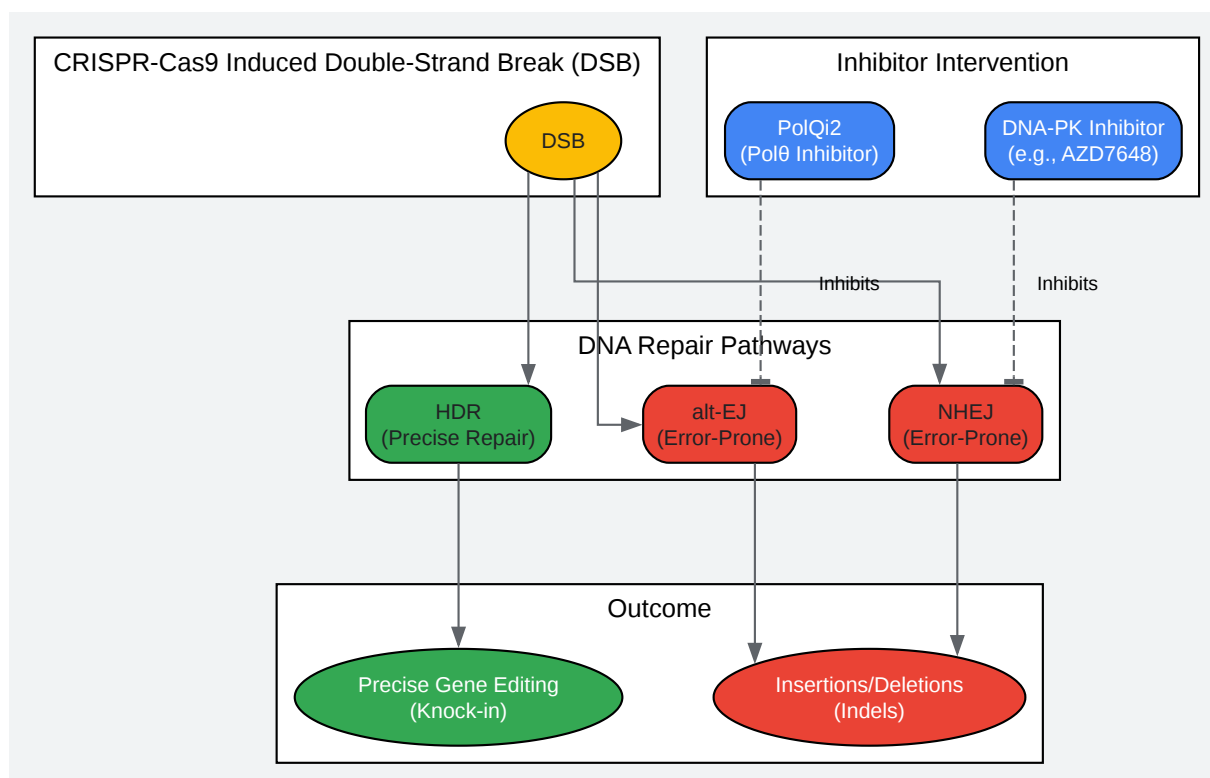 CRISPR-Cas9 Induced Double-Strand Break (DSB)
DSB
Inhibitor Intervention
PolQi2
(Polθ Inhibitor)
DNA-PK Inhibitor
(e.g., AZD7648)
Inhibits
Inhibits
DNA Repair Pathways
HDR
(Precise Repair)
alt-EJ
(Error-Prone)
NHEJ
(Error-Prone)
Outcome
Precise Gene Editing
(Knock-in)
Insertions/Deletions
(Indels)